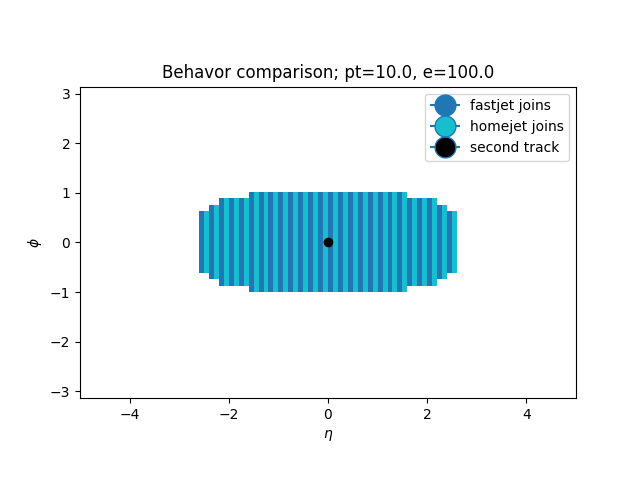 Behavor comparison; pt=10.0, e=100.0
fastjet joins
homejet joins
second track
3
2
1
0
−1
−2
−3
ϕ
−4
−2
0
2
4
η